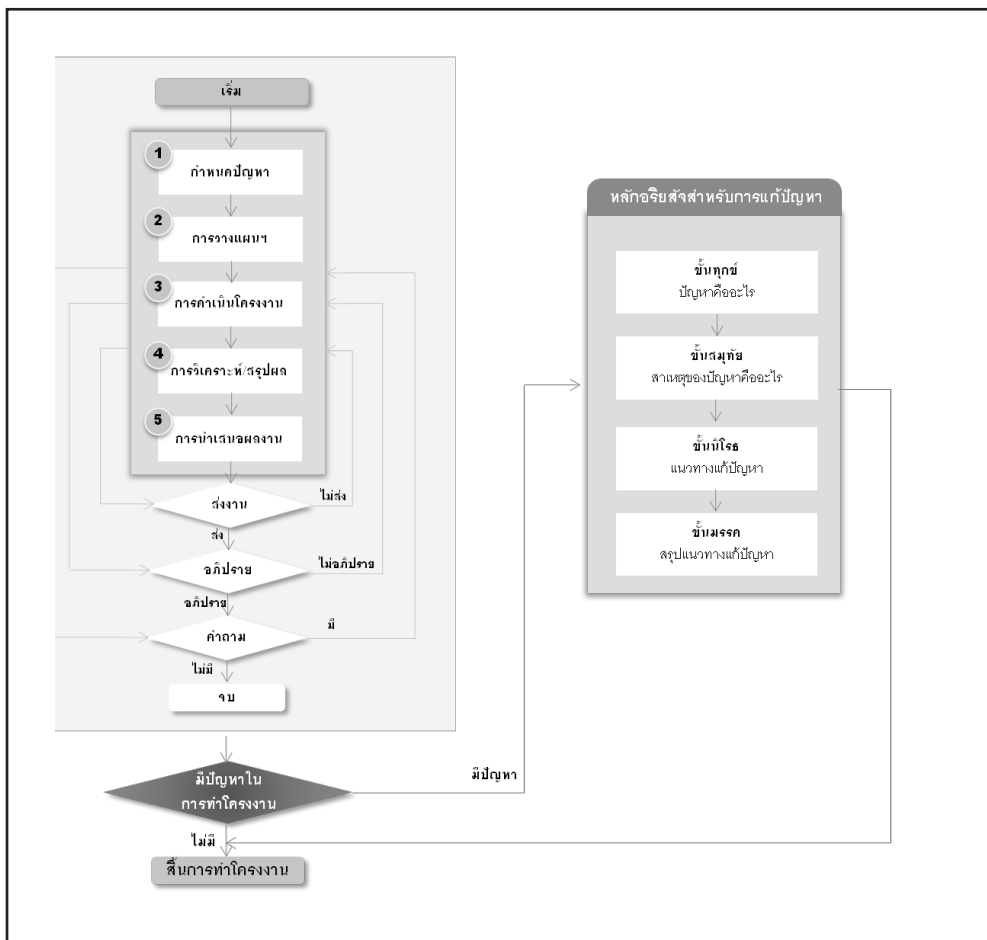 เริ่ม
1
กำหนดปัญหา
2
การวางแผนฯ
3
การดำเนินโครงงาน
4
การวิเคราะห์/สรุปผล
5
การนำเสนอผลงาน
ส่งงาน
ไม่ส่ง
ส่ง
อภิปราย
ไม่อภิปราย
อภิปราย
คำถาม
มี
ไม่มี
จบ
มีปัญหาใน
การทำโครงงาน
มีปัญหา
ไม่มี
สิ้นการทำโครงงาน
หลักอริยสัจสำหรับการแก้ปัญหา
ขั้นทุกข์
ปัญหาคืออะไร
ขั้นสมุทัย
สาเหตุของปัญหาคืออะไร
ขั้นนิโรธ
แนวทางแก้ปัญหา
ขั้นมรรค
สรุปแนวทางแก้ปัญหา